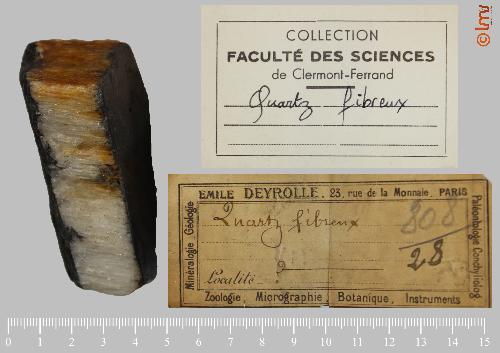 © lmv
COLLECTION
FACULTÉ DES SCIENCES
de Clermont-Ferrand
Quartz fibreux
EMILE DEYROLLE, 23, rue de la Monnaie, PARIS
Minéralogie Géologie
Quartz fibreux
808
28
Localité ?
Zoologie, Micrographie, Botanique, Instruments
0 1 2 3 4 5 6 7 8 9 10 11 12 13 14 15